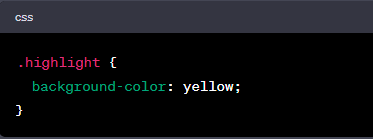 css
.highlight {
  background-color: yellow;
}